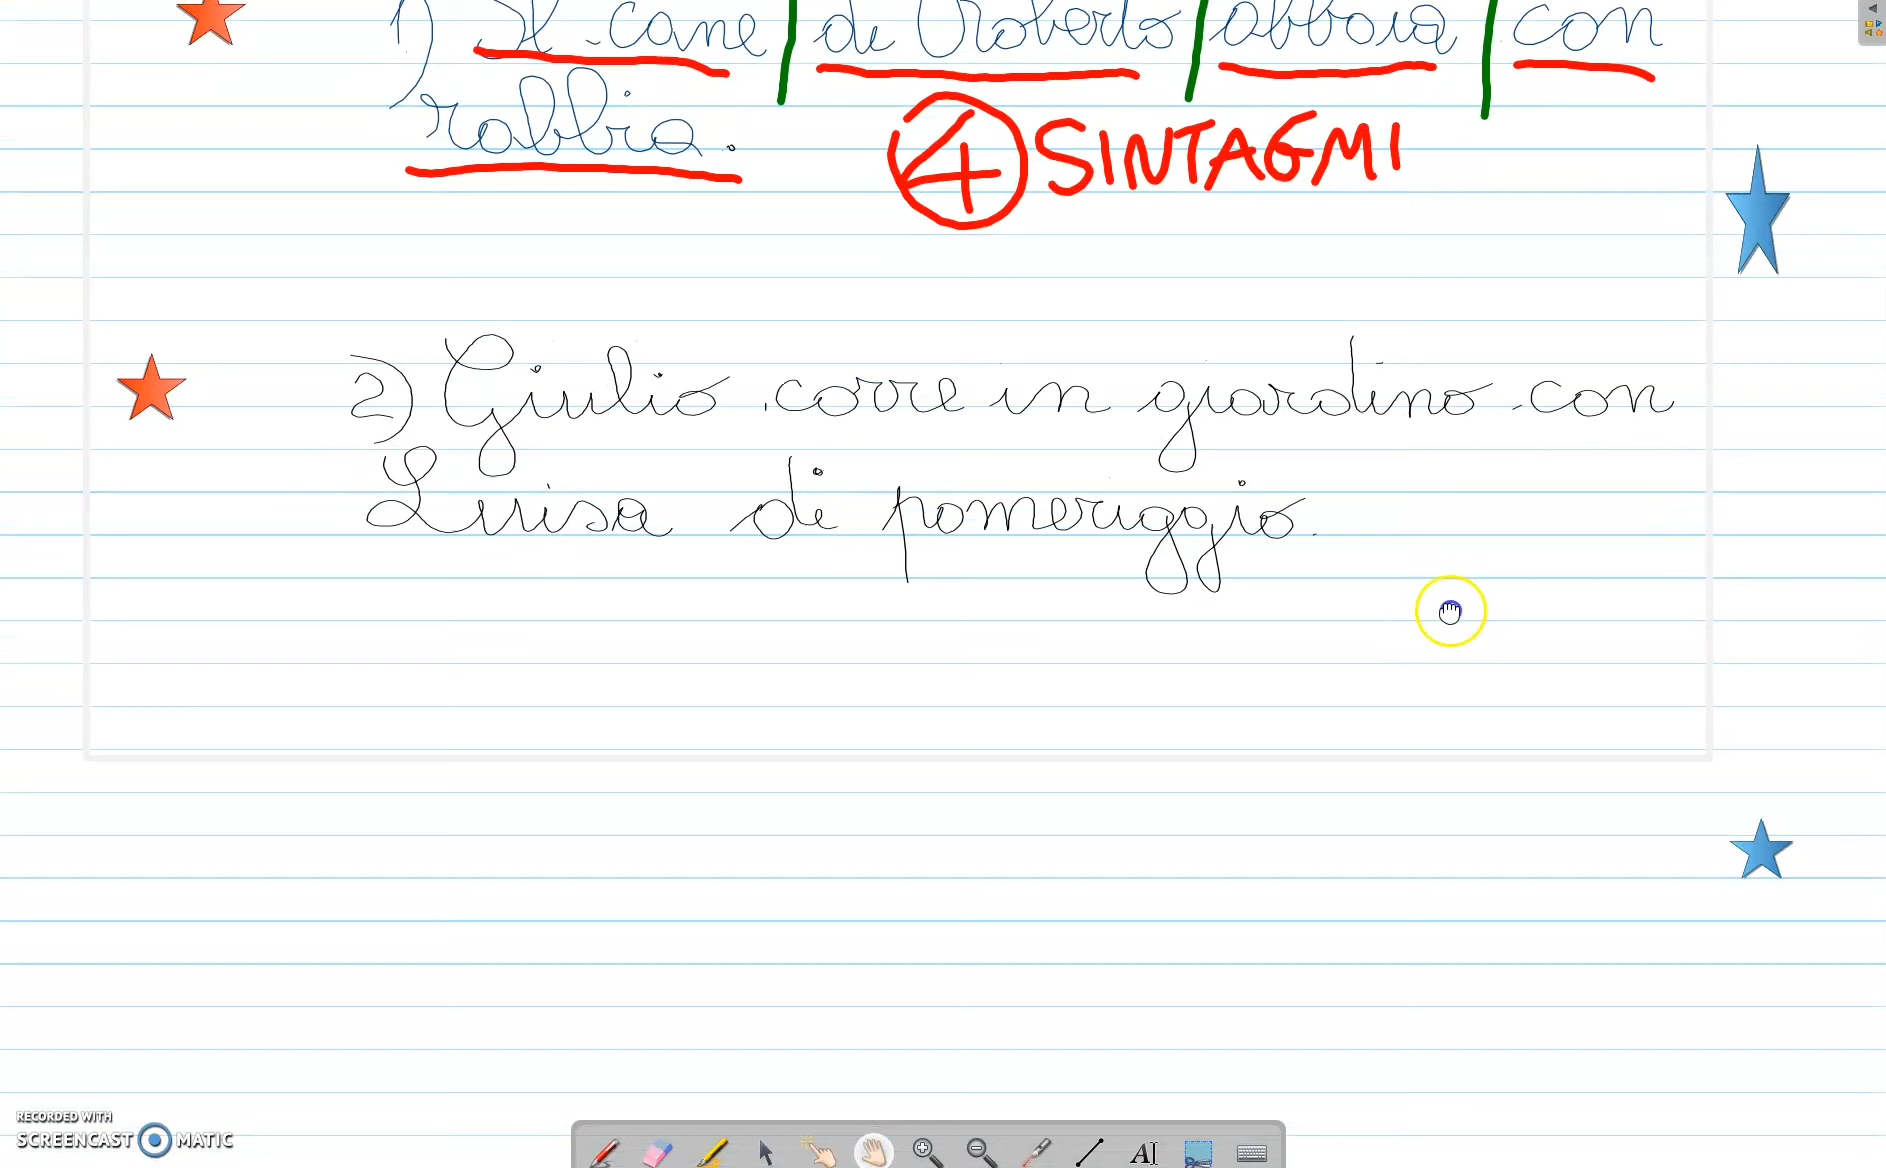 1) Il cane di Roberto abbaia con
rabbia.
4 SINTAGMI
2) Giulio corre in giardino con
Luisa di pomeriggio.
RECORDED WITH
SCREENCAST MATIC